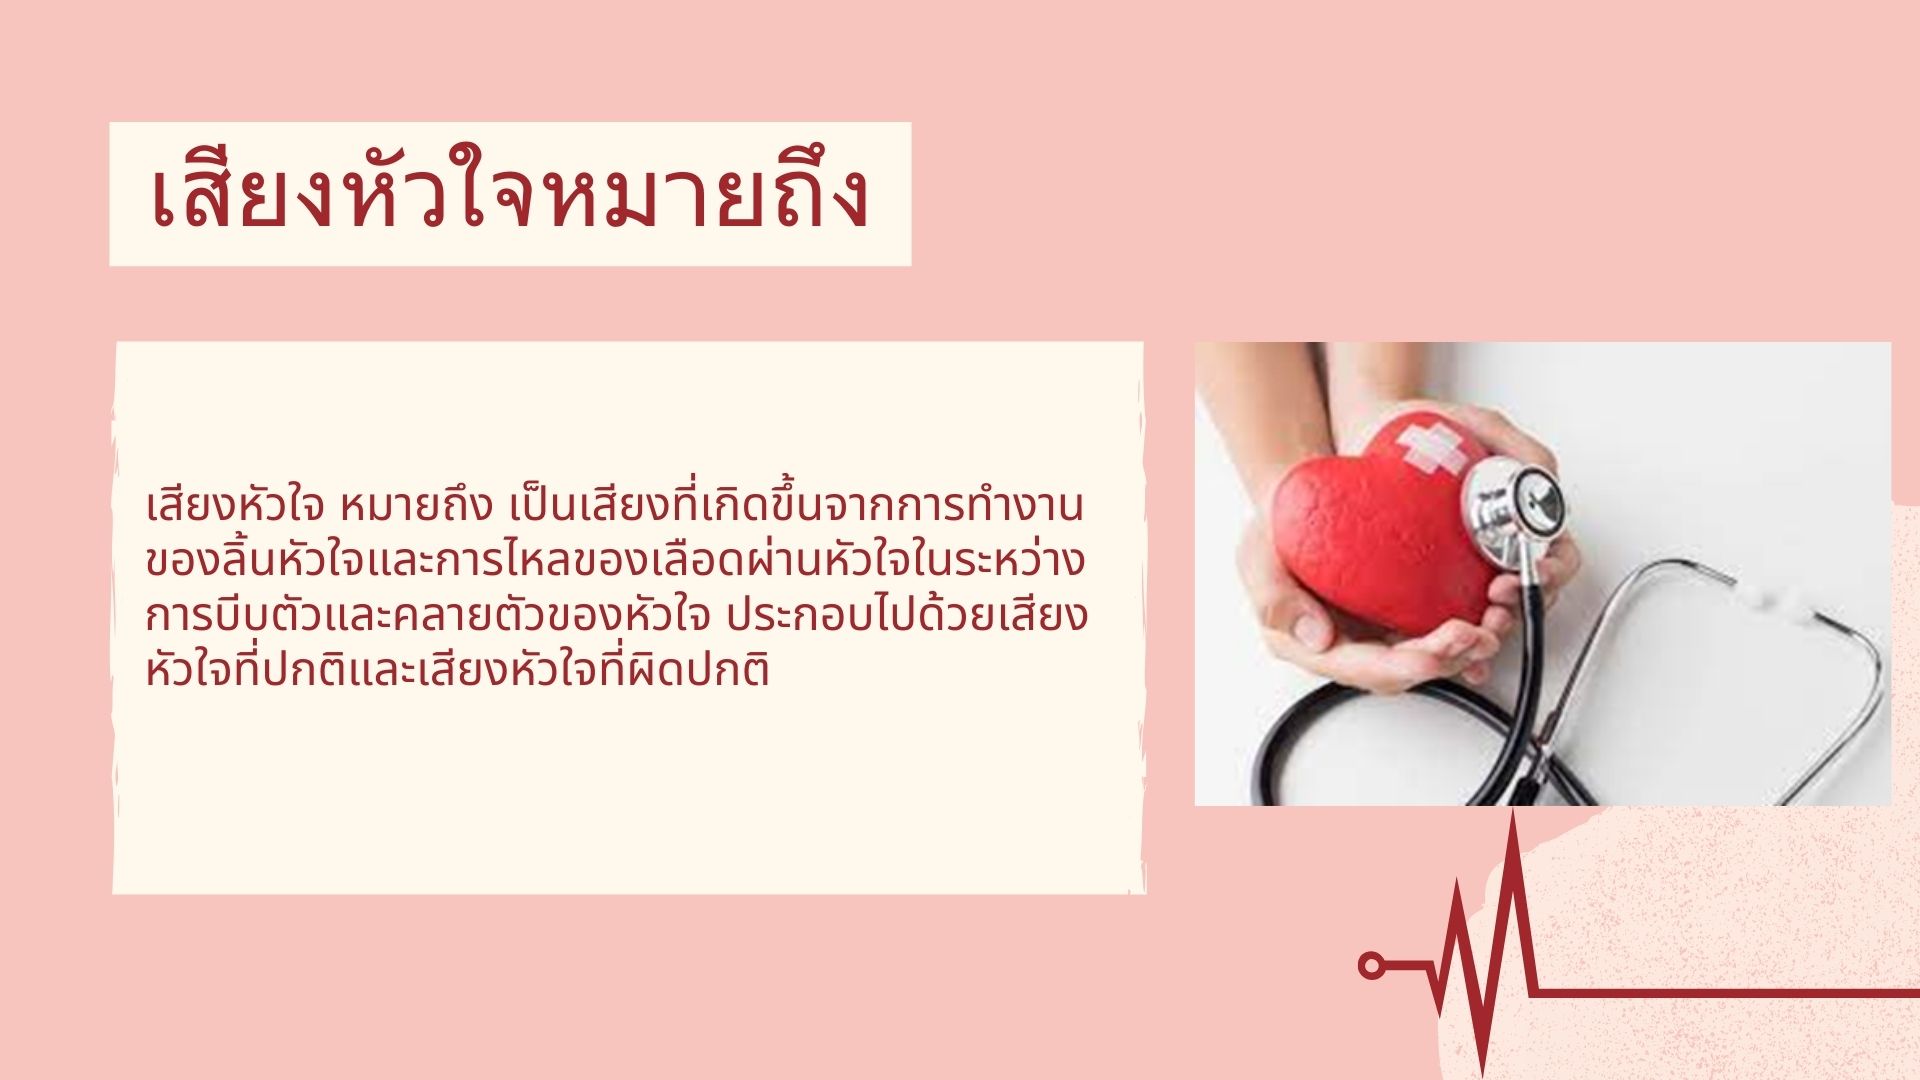 เสียงหัวใจหมายถึง
เสียงหัวใจ หมายถึง เป็นเสียงที่เกิดขึ้นจากการทำงาน
ของลิ้นหัวใจและการไหลของเลือดผ่านหัวใจในระหว่าง
การบีบตัวและคลายตัวของหัวใจ ประกอบไปด้วยเสียง
หัวใจที่ปกติและเสียงหัวใจที่ผิดปกติ